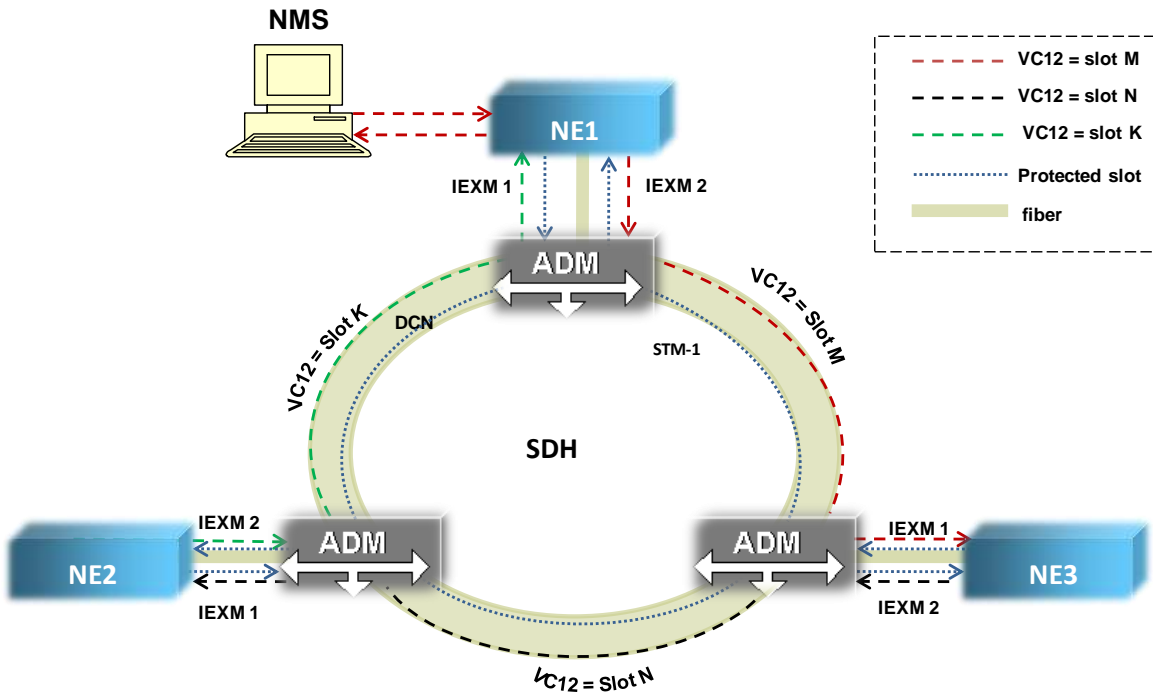 NMS
NE1
VC12 = slot M
VC12 = slot N
VC12 = slot K
Protected slot
fiber
IEXM 1
IEXM 2
ADM
VC12 = Slot K
VC12 = Slot M
DCN
STM-1
SDH
IEXM 2
ADM
ADM
IEXM 1
NE2
NE3
IEXM 1
IEXM 2
VC12 = Slot N